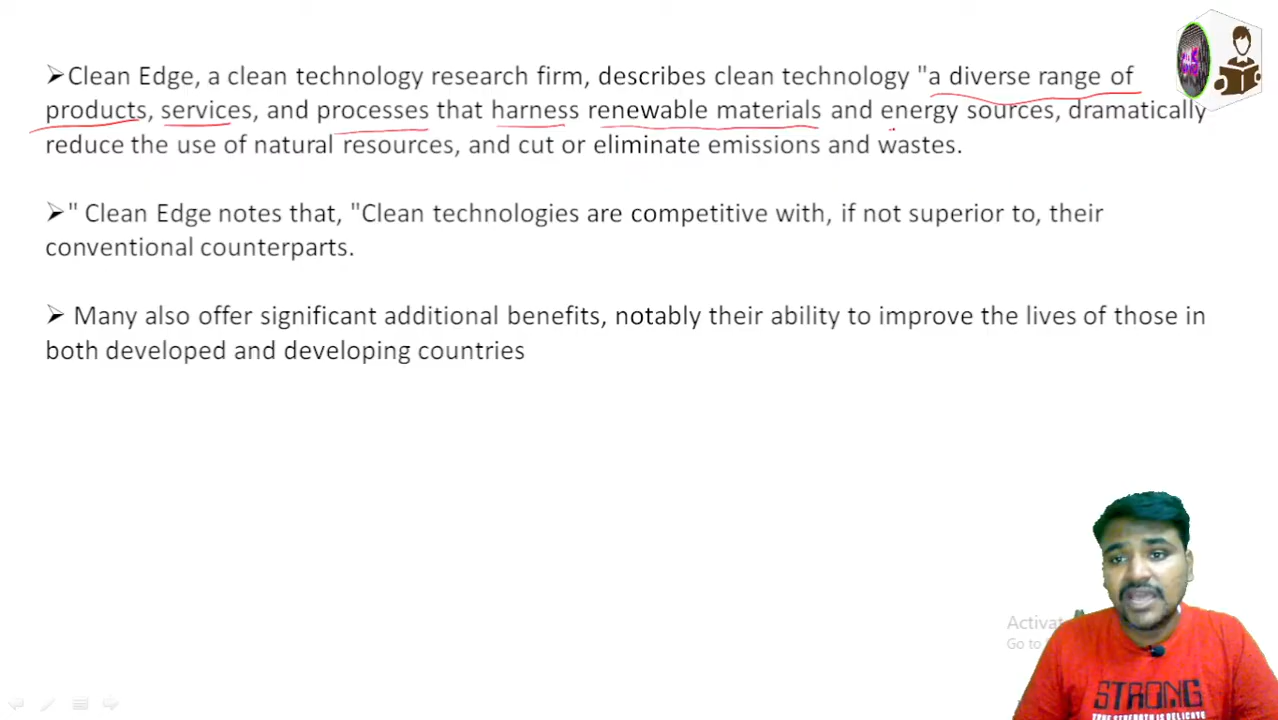 ➢Clean Edge, a clean technology research firm, describes clean technology "a diverse range of
products, services, and processes that harness renewable materials and energy sources, dramatically
reduce the use of natural resources, and cut or eliminate emissions and wastes.
➢" Clean Edge notes that, "Clean technologies are competitive with, if not superior to, their
conventional counterparts.
➢ Many also offer significant additional benefits, notably their ability to improve the lives of those in
both developed and developing countries
Activat
Go to
STRONG